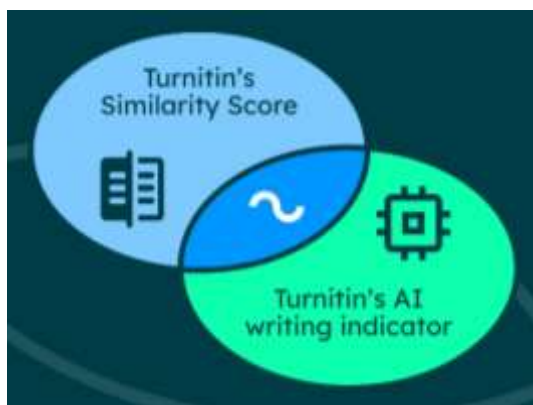 Turnitin's
Similarity Score
Turnitin's AI
writing indicator